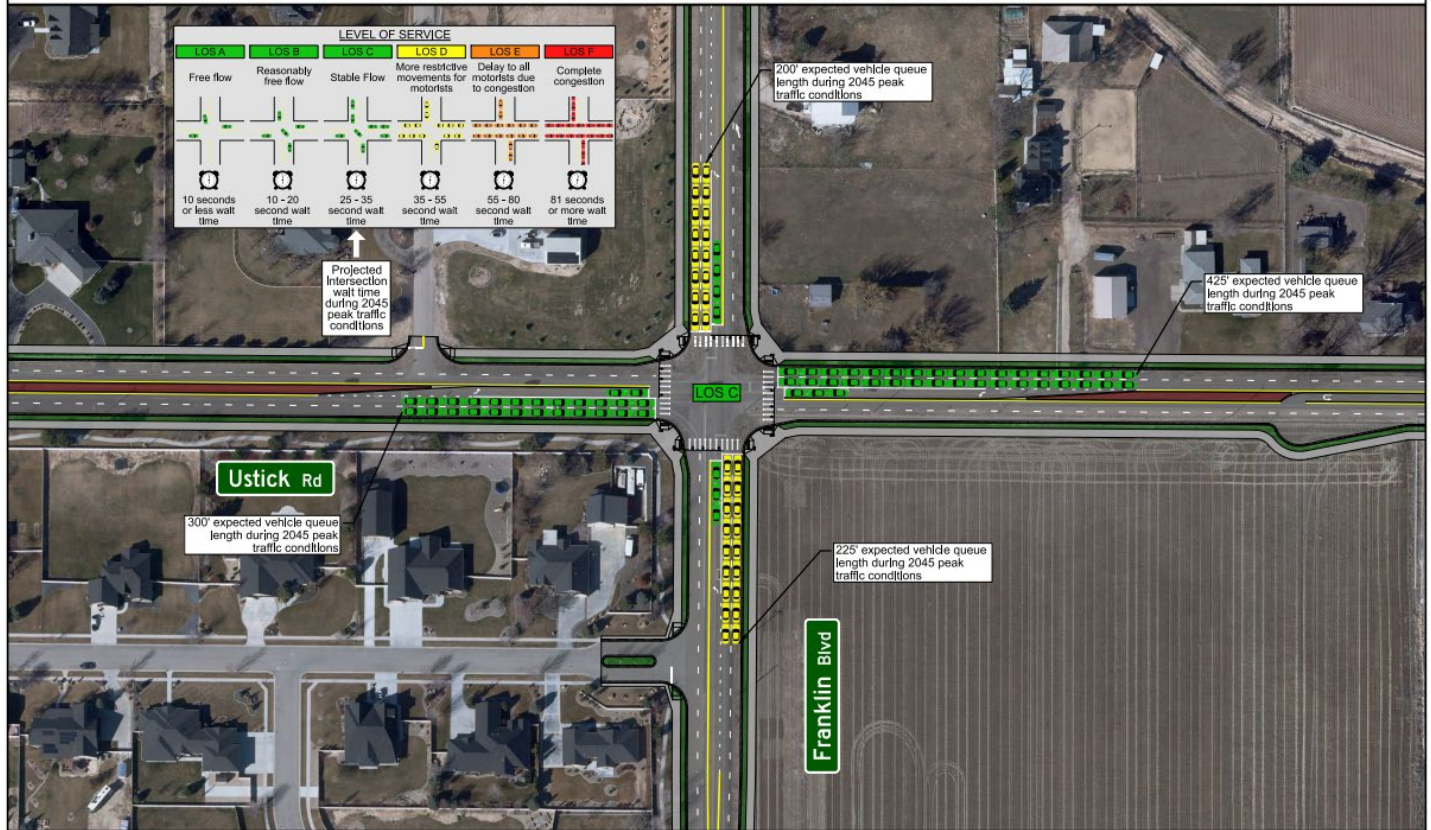 LEVEL OF SERVICE
LOS A
LOS B
LOS C
LOS D
LOS E
LOS F
Free flow
Reasonably
free flow
Stable Flow
More restrictive
movements for
motorists
Delay to all
motorists due
to congestion
Complete
congestion
10 seconds
or less wait
time
10 - 20
second wait
time
25 - 35
second wait
time
35 - 55
second wait
time
55 - 80
second wait
time
81 seconds
or more wait
time
Projected
intersection
wait time
during 2045
peak traffic
conditions
200' expected vehicle queue
length during 2045 peak
traffic conditions
425' expected vehicle queue
length during 2045 peak
traffic conditions
LOS C
Ustick Rd
300' expected vehicle queue
length during 2045 peak
traffic conditions
225' expected vehicle queue
length during 2045 peak
traffic conditions
Franklin Blvd